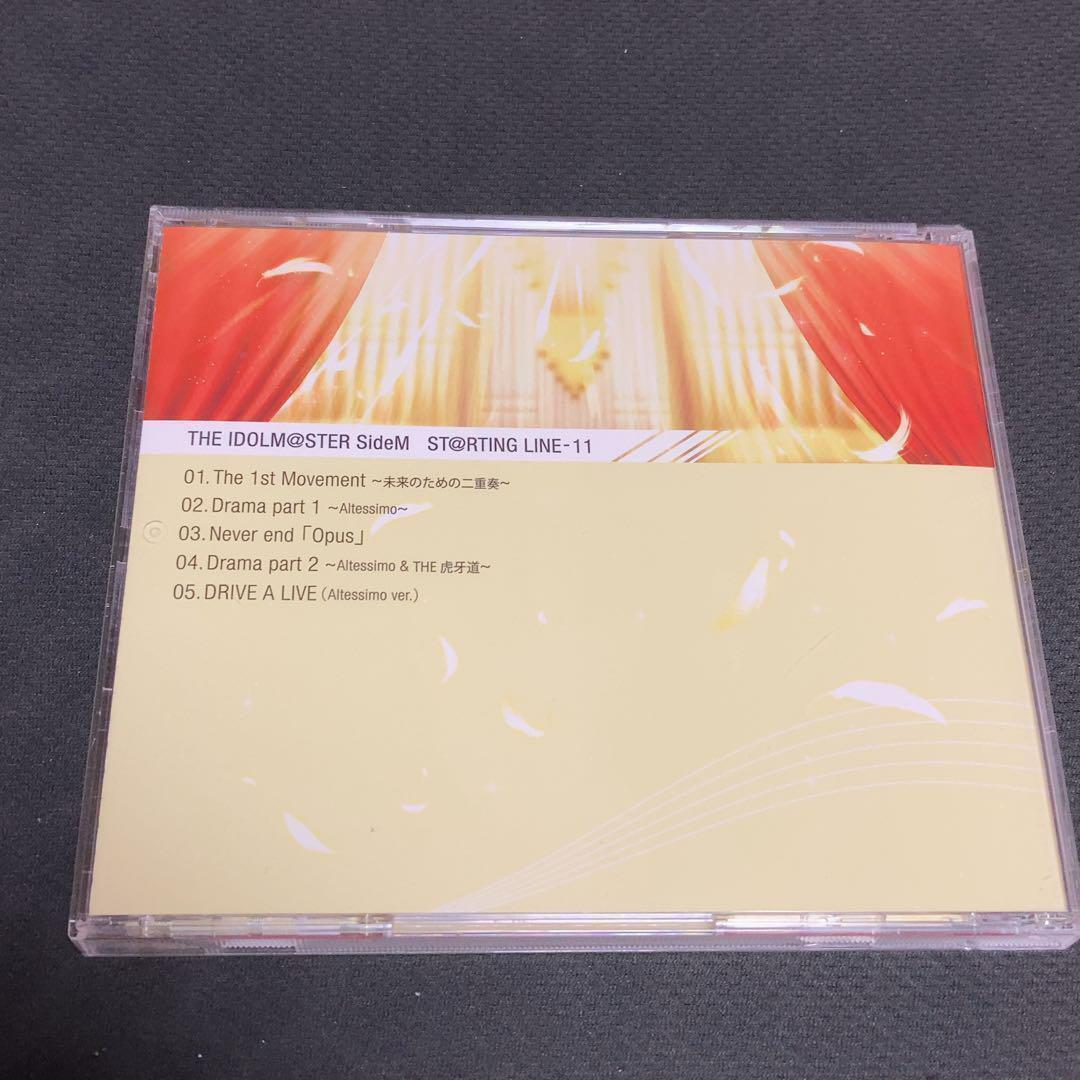 THE IDOLM@STER SideM ST@RTING LINE-11
01. The 1st Movement ～未来のための二重奏～
02. Drama part 1 ～Altessimo～
03. Never end「Opus」
04. Drama part 2 ～Altessimo & THE 虎牙道～
05. DRIVE A LIVE (Altessimo ver.)